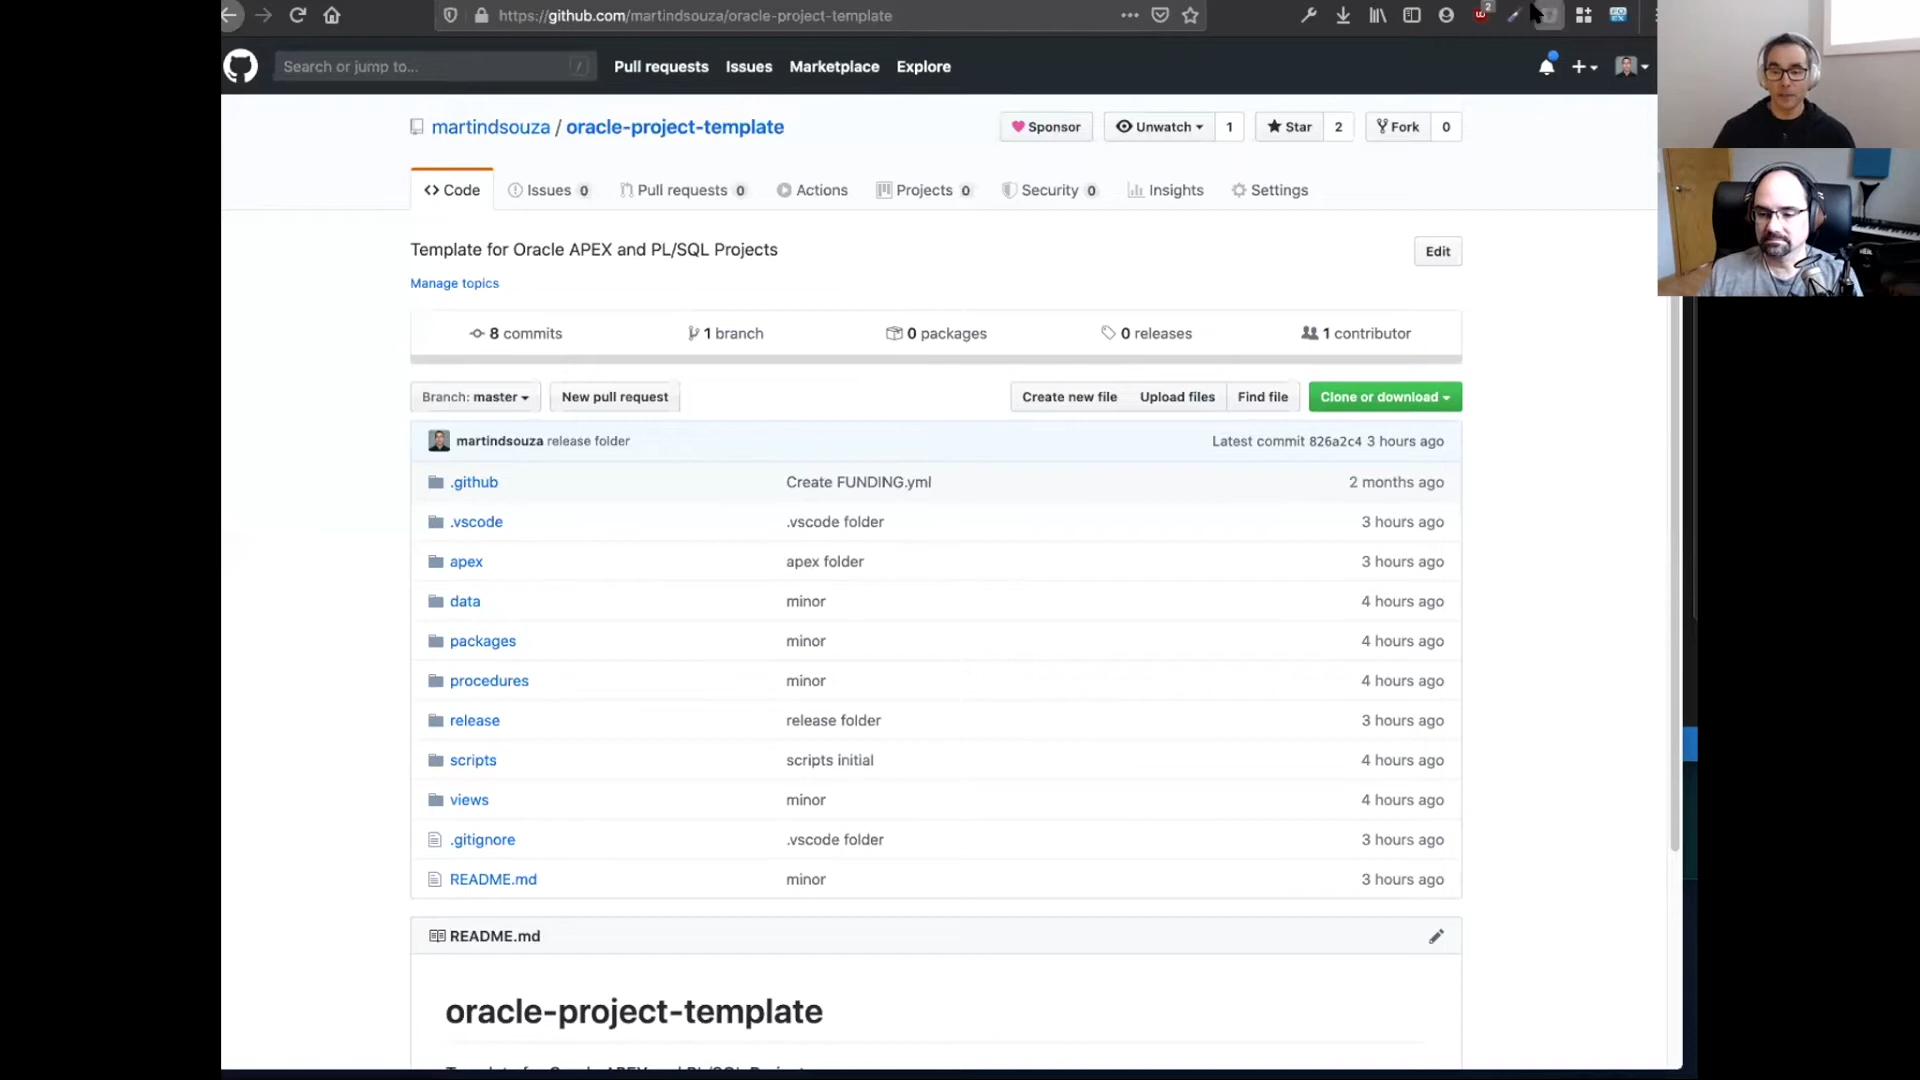 https://github.com/martindsouza/oracle-project-template
2
Search or jump to... /
Pull requests Issues Marketplace Explore
martindsouza / oracle-project-template
Sponsor Unwatch 1 Star 2 Fork 0
Code Issues 0 Pull requests 0 Actions Projects 0 Security 0 Insights Settings
Template for Oracle APEX and PL/SQL Projects
Edit
Manage topics
8 commits 1 branch 0 packages 0 releases 1 contributor
Branch: master New pull request Create new file Upload files Find file Clone or download
martindsouza release folder Latest commit 826a2c4 3 hours ago
.github Create FUNDING.yml 2 months ago
.vscode .vscode folder 3 hours ago
apex apex folder 3 hours ago
data minor 4 hours ago
packages minor 4 hours ago
procedures minor 4 hours ago
release release folder 3 hours ago
scripts scripts initial 4 hours ago
views minor 4 hours ago
.gitignore .vscode folder 3 hours ago
README.md minor 3 hours ago
README.md
oracle-project-template